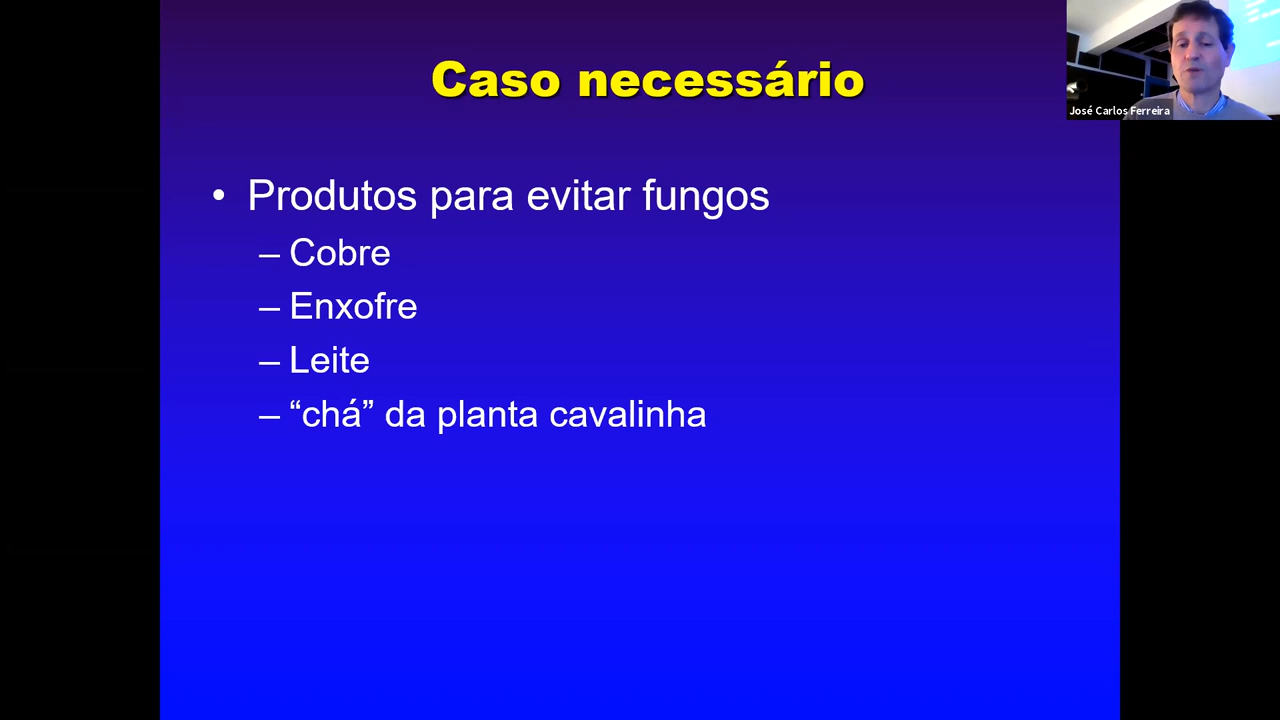 Caso necessário
José Carlos Ferreira
• Produtos para evitar fungos
– Cobre
– Enxofre
– Leite
– “chá” da planta cavalinha